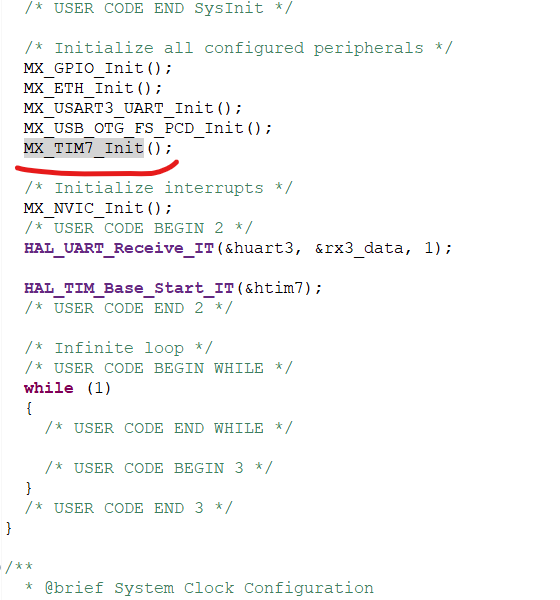 /* USER CODE END SysInit */
/* Initialize all configured peripherals */
MX_GPIO_Init();
MX_ETH_Init();
MX_USART3_UART_Init();
MX_USB_OTG_FS_PCD_Init();
MX_TIM7_Init();
/* Initialize interrupts */
MX_NVIC_Init();
/* USER CODE BEGIN 2 */
HAL_UART_Receive_IT(&huart3, &rx3_data, 1);
HAL_TIM_Base_Start_IT(&htim7);
/* USER CODE END 2 */
/* Infinite loop */
/* USER CODE BEGIN WHILE */
while (1)
{
/* USER CODE END WHILE */
/* USER CODE BEGIN 3 */
}
/* USER CODE END 3 */
}
/**
* @brief System Clock Configuration